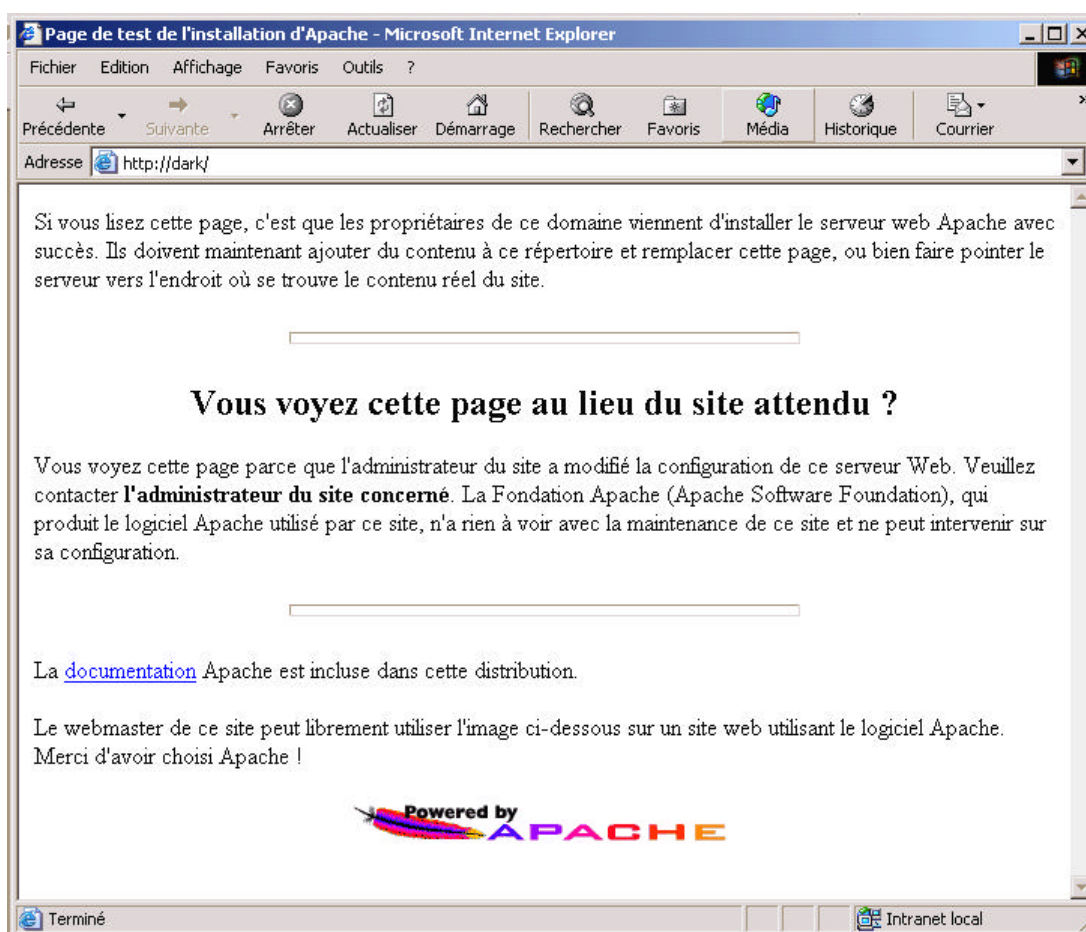 Page de test de l'installation d'Apache - Microsoft Internet Explorer
Fichier Edition Affichage Favoris Outils ?
Précédente Suivante Arrêter Actualiser Démarrage Rechercher Favoris Média Historique Courrier
Adresse http://dark/
Si vous lisez cette page, c'est que les propriétaires de ce domaine viennent d'installer le serveur web Apache avec
succès. Ils doivent maintenant ajouter du contenu à ce répertoire et remplacer cette page, ou bien faire pointer le
serveur vers l'endroit où se trouve le contenu réel du site.
Vous voyez cette page au lieu du site attendu ?
Vous voyez cette page parce que l'administrateur du site a modifié la configuration de ce serveur Web. Veuillez
contacter l'administrateur du site concerné. La Fondation Apache (Apache Software Foundation), qui
produit le logiciel Apache utilisé par ce site, n'a rien à voir avec la maintenance de ce site et ne peut intervenir sur
sa configuration.
La documentation Apache est incluse dans cette distribution.
Le webmaster de ce site peut librement utiliser l'image ci-dessous sur un site web utilisant le logiciel Apache.
Merci d'avoir choisi Apache !
Powered by
APACHE
Terminé Intranet local